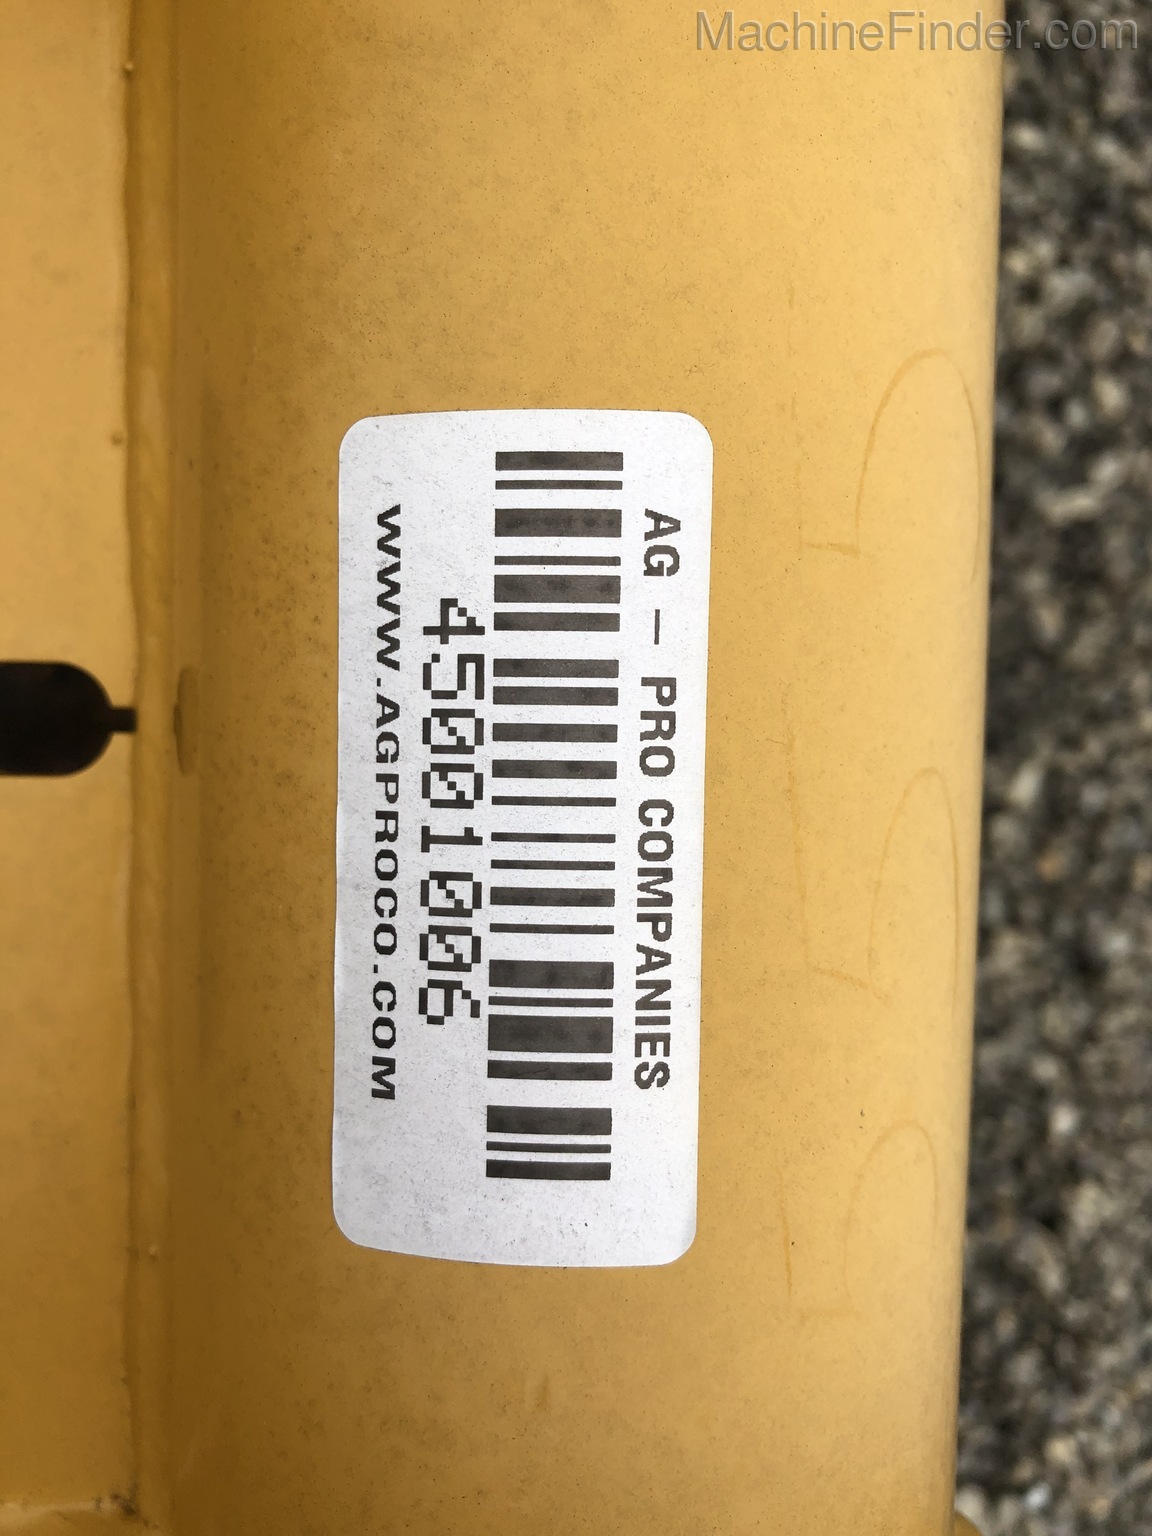 MachineFinder.com
AG - PRO COMPANIES
45001006
WWW.AGPROCO.COM